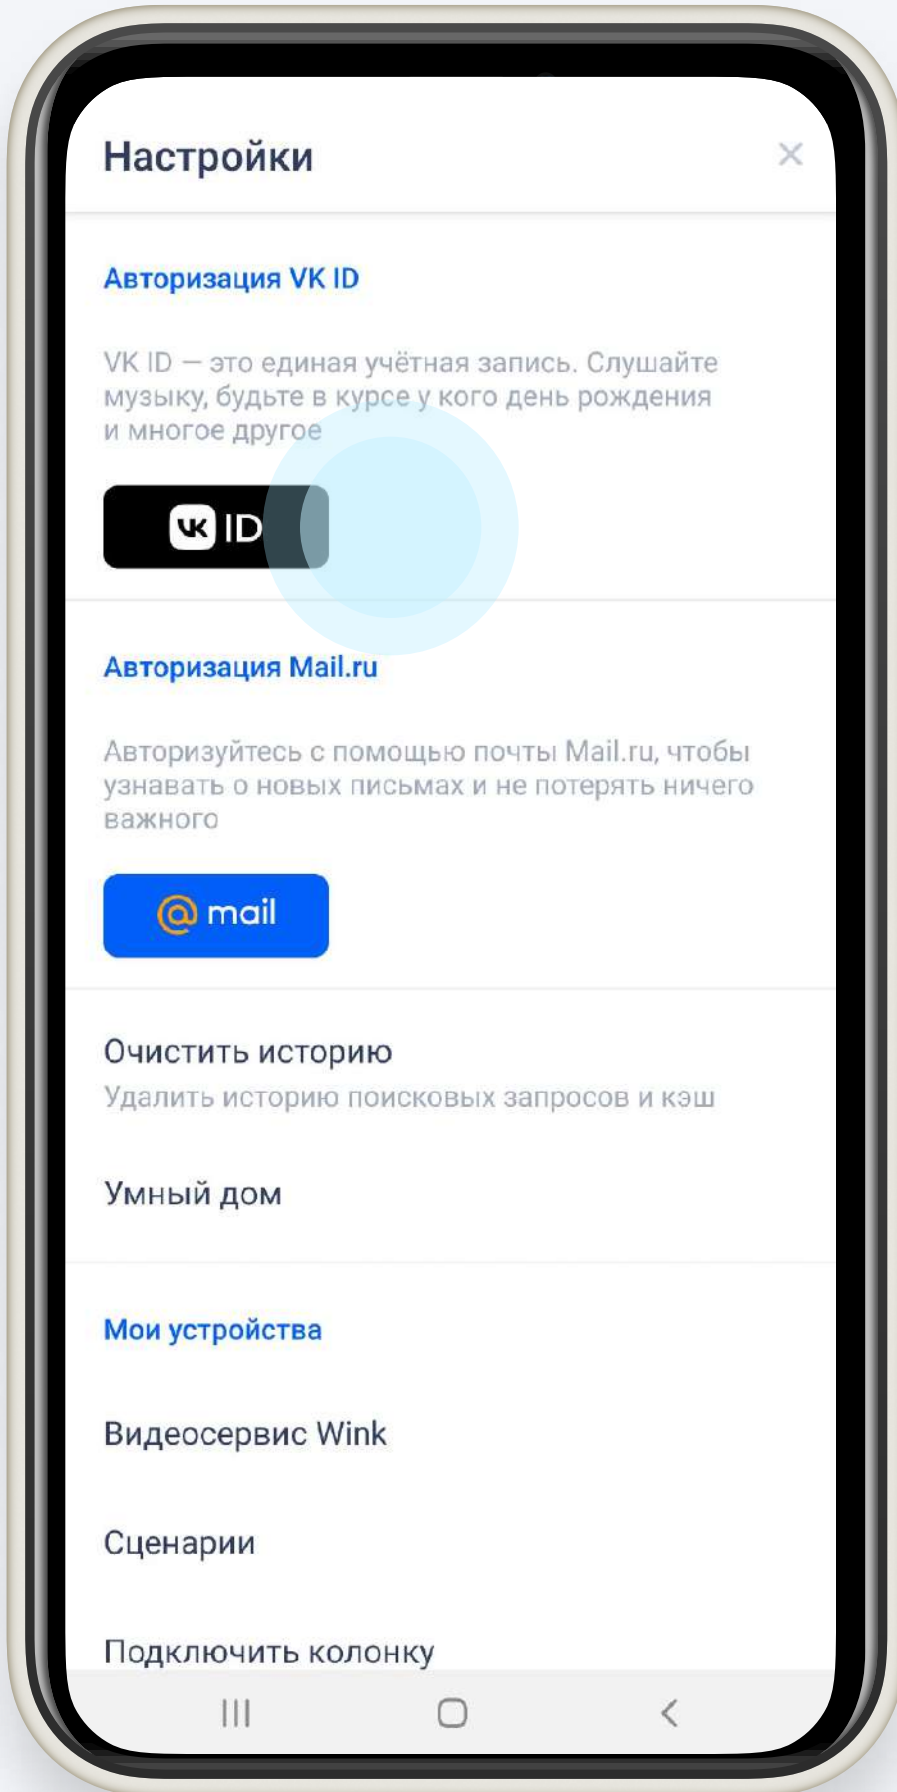 Настройки
Авторизация VK ID
VK ID — это единая учётная запись. Слушайте
музыку, будьте в курсе у кого день рождения
и многое другое
VK ID
Авторизация Mail.ru
Авторизуйтесь с помощью почты Mail.ru, чтобы
узнавать о новых письмах и не потерять ничего
важного
@ mail
Очистить историю
Удалить историю поисковых запросов и кэш
Умный дом
Мои устройства
Видеосервис Wink
Сценарии
Подключить колонку